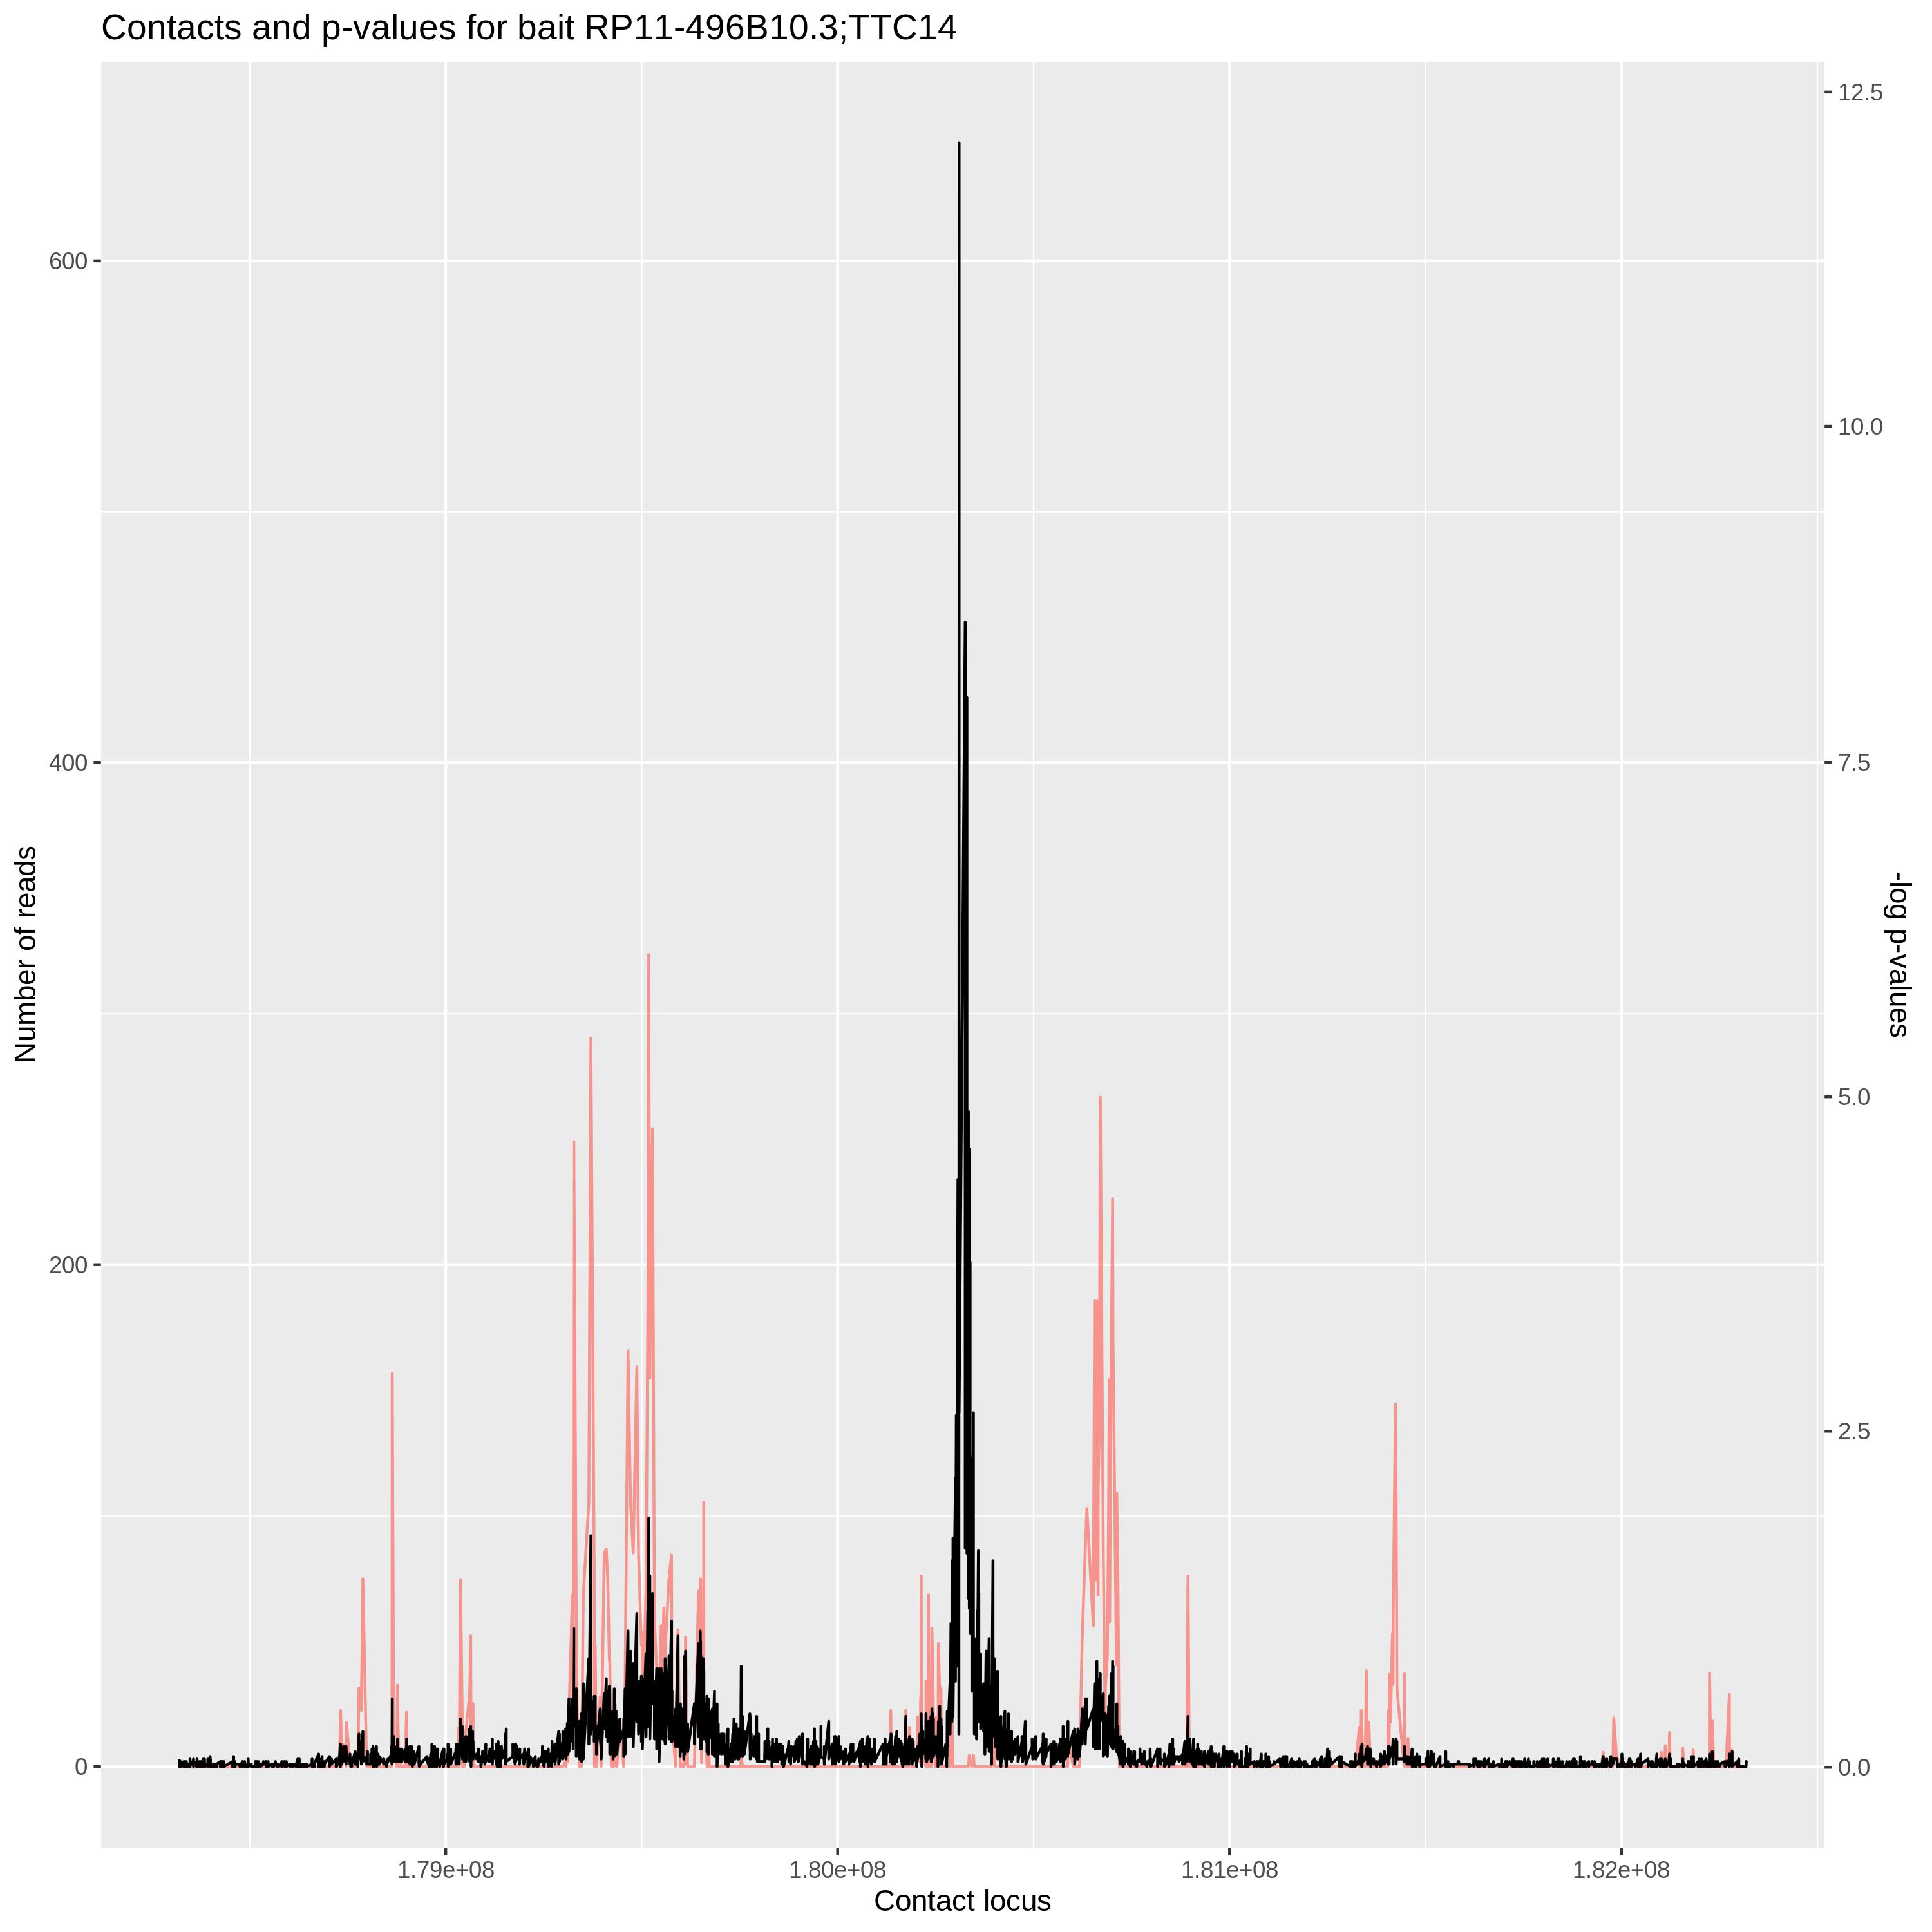 Contacts and p-values for bait RP11-496B10.3;TTC14
12.5
600
10.0
400
7.5
Number of reads
-log p-values
5.0
200
2.5
0
0.0
1.79e+08 1.80e+08 1.81e+08 1.82e+08
Contact locus